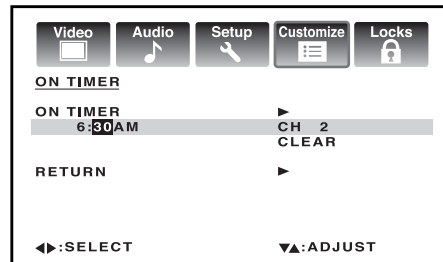 Video Audio Setup Customize Locks
ON TIMER
ON TIMER ▶
6:30AM CH 2
CLEAR
RETURN ▶
◀▶:SELECT ▼▲:ADJUST